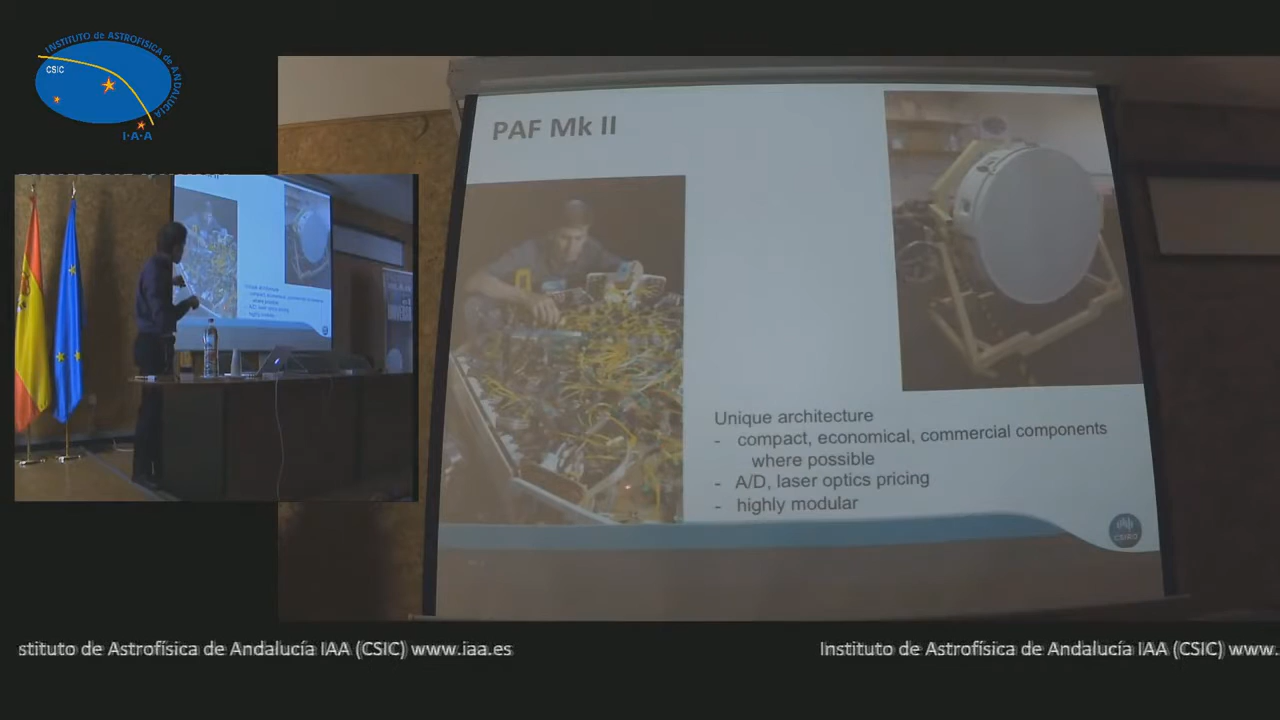 INSTITUTO de ASTROFISICA de ANDALUCIA
CSIC
I·A·A
PAF Mk II
Unique architecture
- compact, economical, commercial components
where possible
- A/D, laser optics pricing
- highly modular
CSIRO
stituto de Astrofísica de Andalucía IAA (CSIC) www.iaa.es
Instituto de Astrofísica de Andalucía IAA (CSIC) www.